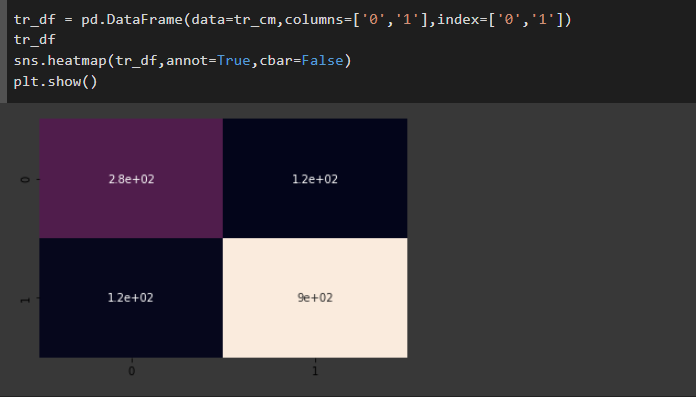 tr_df = pd.DataFrame(data=tr_cm,columns=['0','1'],index=['0','1'])
tr_df
sns.heatmap(tr_df,annot=True,cbar=False)
plt.show()
0
2.8e+02
1.2e+02
1
1.2e+02
9e+02
0
1